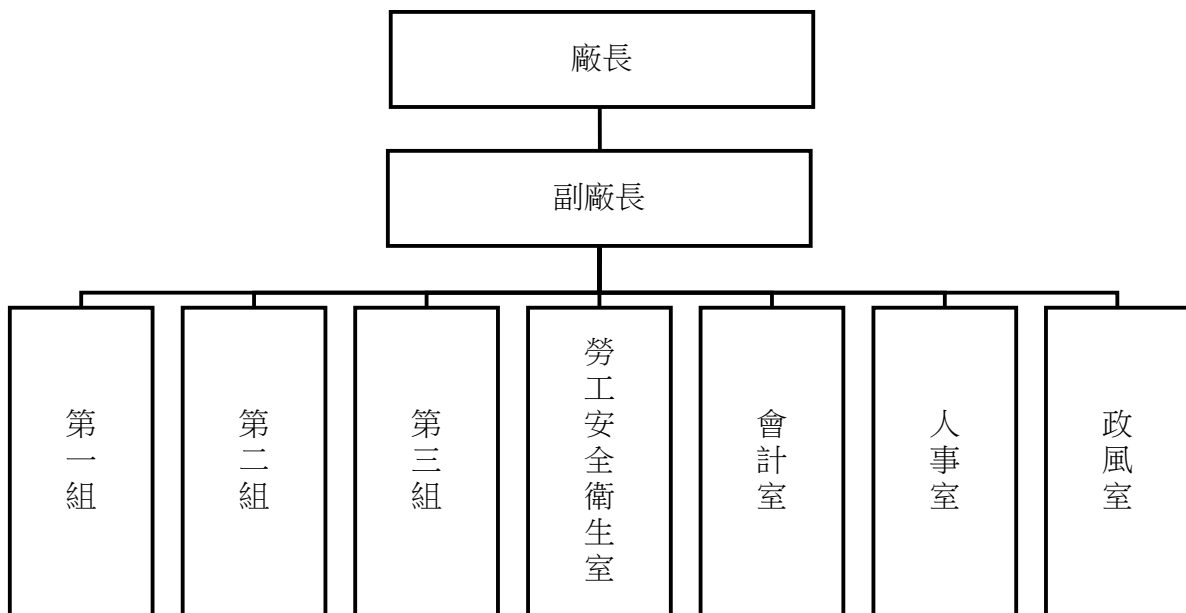 廠長
副廠長
第一組
第二組
第三組
勞工安全衛生室
會計室
人事室
政風室